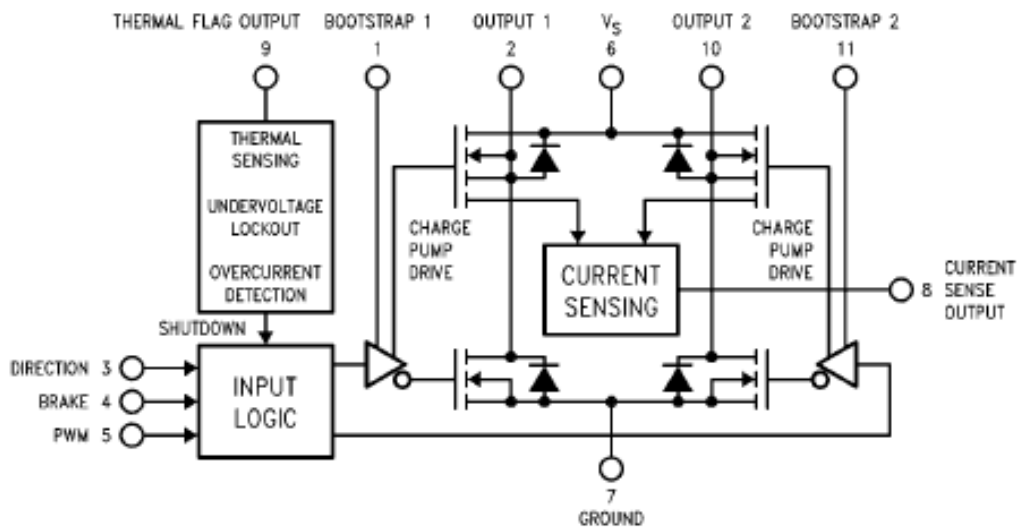 THERMAL FLAG OUTPUT
9
BOOTSTRAP 1
1
OUTPUT 1
2
VS
6
OUTPUT 2
10
BOOTSTRAP 2
11
THERMAL
SENSING
UNDERVOLTAGE
LOCKOUT
OVERCURRENT
DETECTION
SHUTDOWN
CHARGE
PUMP
DRIVE
CURRENT
SENSING
CHARGE
PUMP
DRIVE
8 CURRENT
SENSE
OUTPUT
DIRECTION 3
BRAKE 4
PWM 5
INPUT
LOGIC
7
GROUND